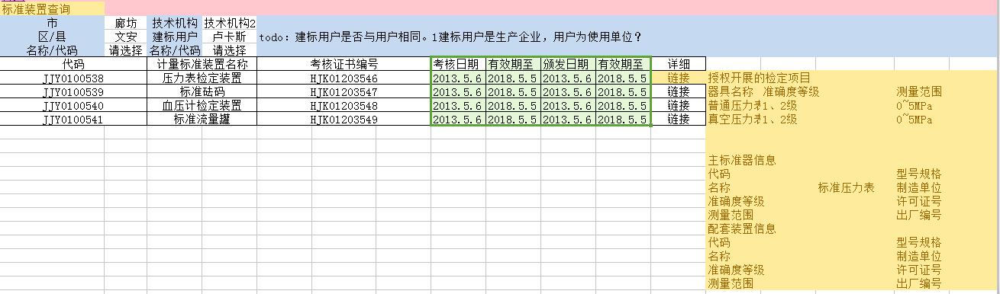 标准装置查询
市 廊坊 技术机构 技术机构2
区/县 文安 建标用户 卢卡斯 todo：建标用户是否与用户相同。1建标用户是生产企业，用户为使用单位？
名称/代码 请选择 名称/代码 请选择
代码 计量标准装置名称 考核证书编号 考核日期 有效期至 颁发日期 有效期至 详细
JJY0100538 压力表检定装置 HJK01203546 2013.5.6 2018.5.5 2013.5.6 2018.5.5 链接 授权开展的检定项目
JJY0100539 标准砝码 HJK01203547 2013.5.6 2018.5.5 2013.5.6 2018.5.5 链接 器具名称 准确度等级 测量范围
JJY0100540 血压计检定装置 HJK01203548 2013.5.6 2018.5.5 2013.5.6 2018.5.5 链接 普通压力表1、2级 0~5MPa
JJY0100541 标准流量罐 HJK01203549 2013.5.6 2018.5.5 2013.5.6 2018.5.5 链接 真空压力表1、2级 0~5MPa
主标准器信息
代码 型号规格
名称 标准压力表 制造单位
准确度等级 许可证号
测量范围 出厂编号
配套装置信息
代码 型号规格
名称 制造单位
准确度等级 许可证号
测量范围 出厂编号